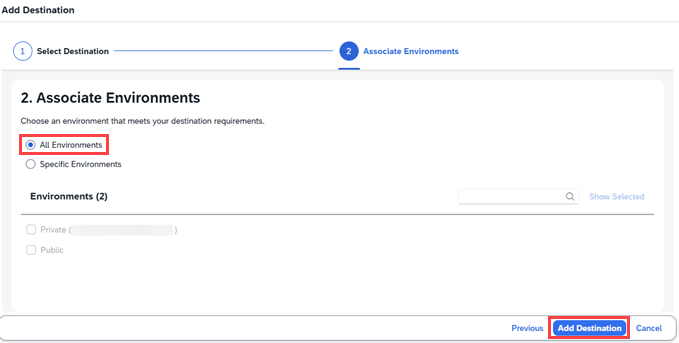 Add Destination
1 Select Destination 2 Associate Environments
2. Associate Environments
Choose an environment that meets your destination requirements.
All Environments
Specific Environments
Environments (2) Show Selected
Private ( )
Public
Previous Add Destination Cancel